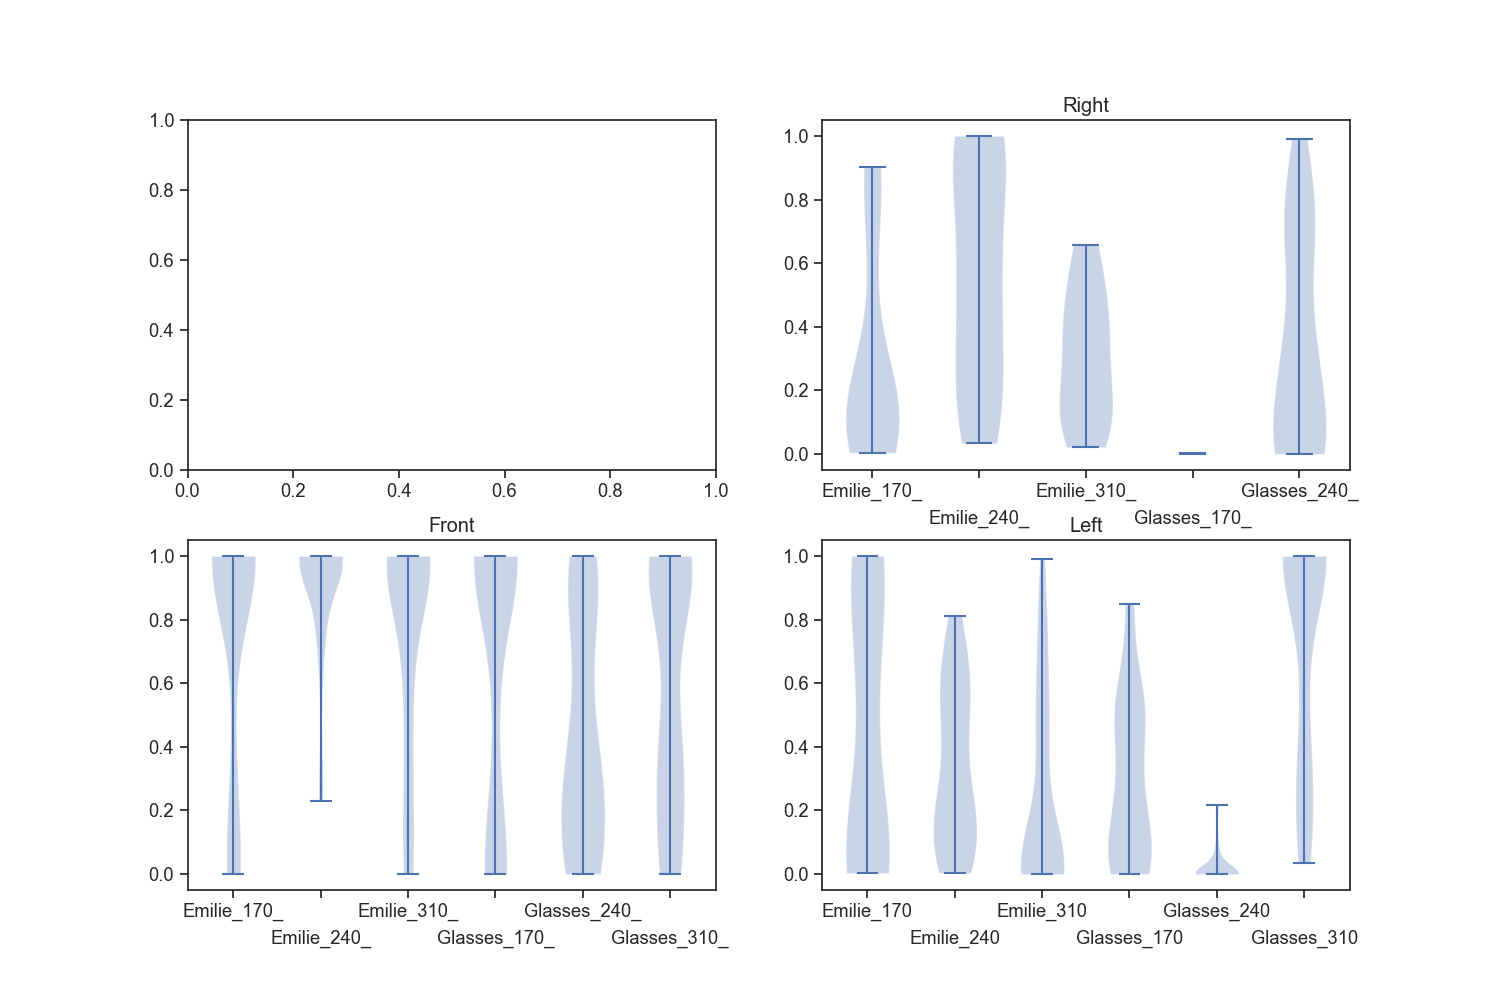 1.0
0.8
0.6
0.4
0.2
0.0
0.0 0.2 0.4 0.6 0.8 1.0
Right
1.0
0.8
0.6
0.4
0.2
0.0
Emilie_170_ Emilie_310_ Glasses_240_
Emilie_240_ Glasses_170_
Front
1.0
0.8
0.6
0.4
0.2
0.0
Emilie_170_ Emilie_310_ Glasses_240_
Emilie_240_ Glasses_170_ Glasses_310_
Left
1.0
0.8
0.6
0.4
0.2
0.0
Emilie_170 Emilie_310 Glasses_240
Emilie_240 Glasses_170 Glasses_310